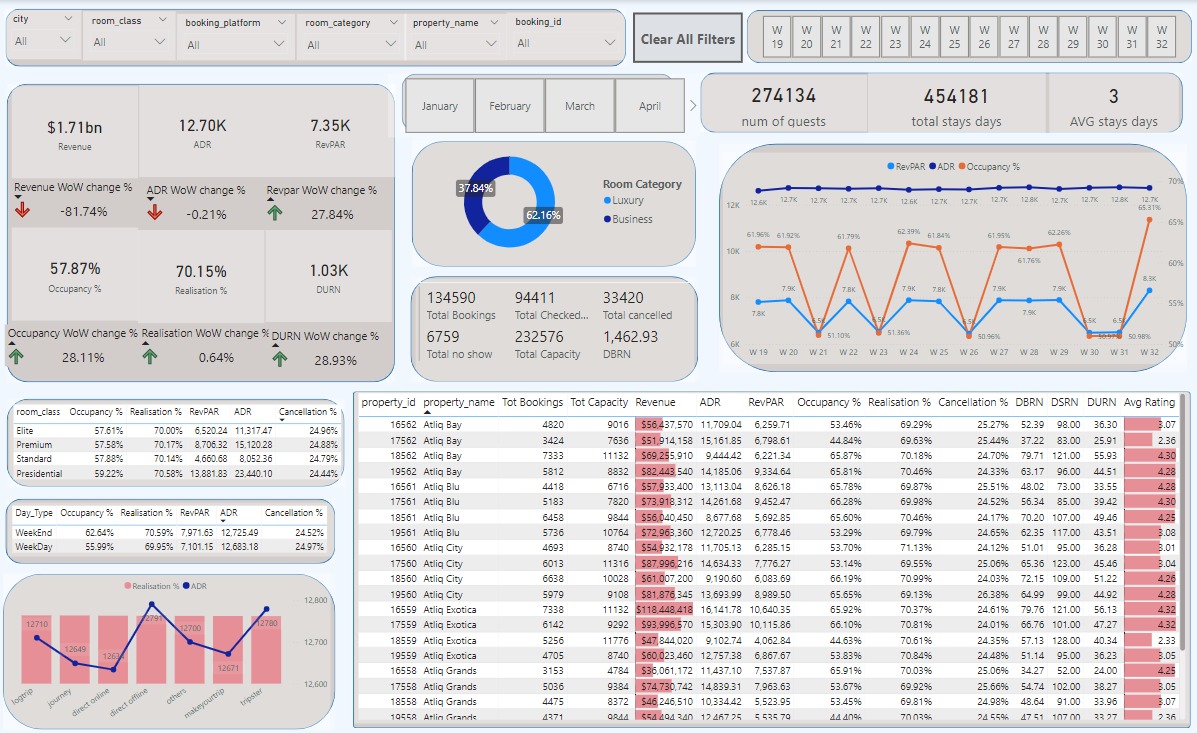 city room_class booking_platform room_category property_name booking_id
All All All All All All
Clear All Filters
W 19 W 20 W 21 W 22 W 23 W 24 W 25 W 26 W 27 W 28 W 29 W 30 W 31 W 32
January February March April
274134 454181 3
num of guests total stays days AVG stays days
$1.71bn 12.70K 7.35K
Revenue ADR RevPAR
Revenue WoW change % ADR WoW change % Revpar WoW change %
-81.74% -0.21% 27.84%
57.87% 70.15% 1.03K
Occupancy % Realisation % DURN
Occupancy WoW change % Realisation WoW change % DURN WoW change %
28.11% 0.64% 28.93%
37.84%
62.16%
Room Category
Luxury
Business
134590 94411 33420
Total Bookings Total Checked... Total cancelled
6759 232576 1,462.93
Total no show Total Capacity DBRN
RevPAR ADR Occupancy %
70%
65%
60%
55%
50%
12K
10K
8K
6K
12.6K 12.7K 12.7K 12.7K 12.7K 12.6K 12.7K 12.7K 12.7K 12.8K 12.7K 12.8K 12.8K 12.7K
65.31%
61.96% 61.92% 61.79% 62.39% 61.84% 61.95% 61.76% 62.26%
7.8K 7.9K 7.8K 7.9K 7.8K 7.9K 7.9K 7.9K 8.3K
6.5K 6.5K 6.5K
51.10% 51.36% 50.96% 50.98%
W 19 W 20 W 21 W 22 W 23 W 24 W 25 W 26 W 27 W 28 W 29 W 30 W 31 W 32
room_class Occupancy % Realisation % RevPAR ADR Cancellation %
Elite 57.61% 70.00% 6,520.24 11,317.47 24.96%
Premium 57.58% 70.17% 8,706.32 15,120.28 24.88%
Standard 57.88% 70.14% 4,660.68 8,052.36 24.79%
Presidential 59.22% 70.58% 13,881.83 23,440.10 24.44%
Day_Type Occupancy % Realisation % RevPAR ADR Cancellation %
WeekEnd 62.64% 70.59% 7,971.63 12,725.49 24.52%
WeekDay 55.99% 69.95% 7,101.15 12,683.18 24.97%
Realisation % ADR
12,800
12,700
12,600
12710 12649 12791 12700 12671 12780
logtrip journey direct online direct offline others makeyourtrip tripster
property_id property_name Tot Bookings Tot Capacity Revenue ADR RevPAR Occupancy % Realisation % Cancellation % DBRN DSRN DURN Avg Rating
16562 Atliq Bay 4820 9016 $56,437,570 11,709.04 6,259.71 53.46% 69.29% 25.27% 52.39 98.00 36.30 3.07
17562 Atliq Bay 3424 7636 $51,914,158 15,161.85 6,798.61 44.84% 69.63% 25.44% 37.22 83.00 25.91 2.36
18562 Atliq Bay 7333 11132 $69,255,910 9,444.42 6,221.34 65.87% 70.18% 24.70% 79.71 121.00 55.93 4.30
19562 Atliq Bay 5812 8832 $82,443,540 14,185.06 9,334.64 65.81% 70.46% 24.33% 63.17 96.00 44.51 4.28
16561 Atliq Blu 4418 6716 $57,933,400 13,113.04 8,626.18 65.78% 69.87% 25.51% 48.02 73.00 33.55 4.28
17561 Atliq Blu 5183 7820 $73,918,312 14,261.68 9,452.47 66.28% 69.98% 24.52% 56.34 85.00 39.42 4.30
18561 Atliq Blu 6458 9844 $56,040,450 8,677.68 5,692.85 65.60% 70.46% 24.17% 70.20 107.00 49.46 4.25
19561 Atliq Blu 5736 10764 $72,963,360 12,720.25 6,778.46 53.29% 69.79% 24.65% 62.35 117.00 43.51 3.08
16560 Atliq City 4693 8740 $54,932,178 11,705.13 6,285.15 53.70% 71.13% 24.12% 51.01 95.00 36.28 3.01
17560 Atliq City 6013 11316 $87,996,216 14,634.33 7,776.27 53.14% 69.55% 25.06% 65.36 123.00 45.46 3.04
18560 Atliq City 6638 10028 $61,007,200 9,190.60 6,083.69 66.19% 70.99% 24.03% 72.15 109.00 51.22 4.26
19560 Atliq City 5979 9108 $81,876,345 13,693.99 8,989.50 65.65% 69.13% 26.38% 64.99 99.00 44.92 4.28
16559 Atliq Exotica 7338 11132 $118,448,418 16,141.78 10,640.35 65.92% 70.37% 24.61% 79.76 121.00 56.13 4.32
17559 Atliq Exotica 6142 9292 $93,996,570 15,303.90 10,115.86 66.10% 70.81% 24.01% 66.76 101.00 47.27 4.32
18559 Atliq Exotica 5256 11776 $47,844,020 9,102.74 4,062.84 44.63% 70.61% 24.35% 57.13 128.00 40.34 2.33
19559 Atliq Exotica 4705 8740 $60,023,460 12,757.38 6,867.67 53.83% 70.84% 24.48% 51.14 95.00 36.23 3.05
16558 Atliq Grands 3153 4784 $36,061,172 11,437.10 7,537.87 65.91% 70.03% 25.06% 34.27 52.00 24.00 4.25
17558 Atliq Grands 5036 9384 $74,730,742 14,839.31 7,963.63 53.67% 69.92% 25.66% 54.74 102.00 38.27 3.05
18558 Atliq Grands 4475 8372 $46,246,510 10,334.42 5,523.95 53.45% 69.81% 24.98% 48.64 91.00 33.96 3.07
19558 Atliq Grands 4371 9844 $54,494,340 12,467.25 5,535.79 44.40% 70.03% 24.55% 47.51 107.00 33.27 2.36